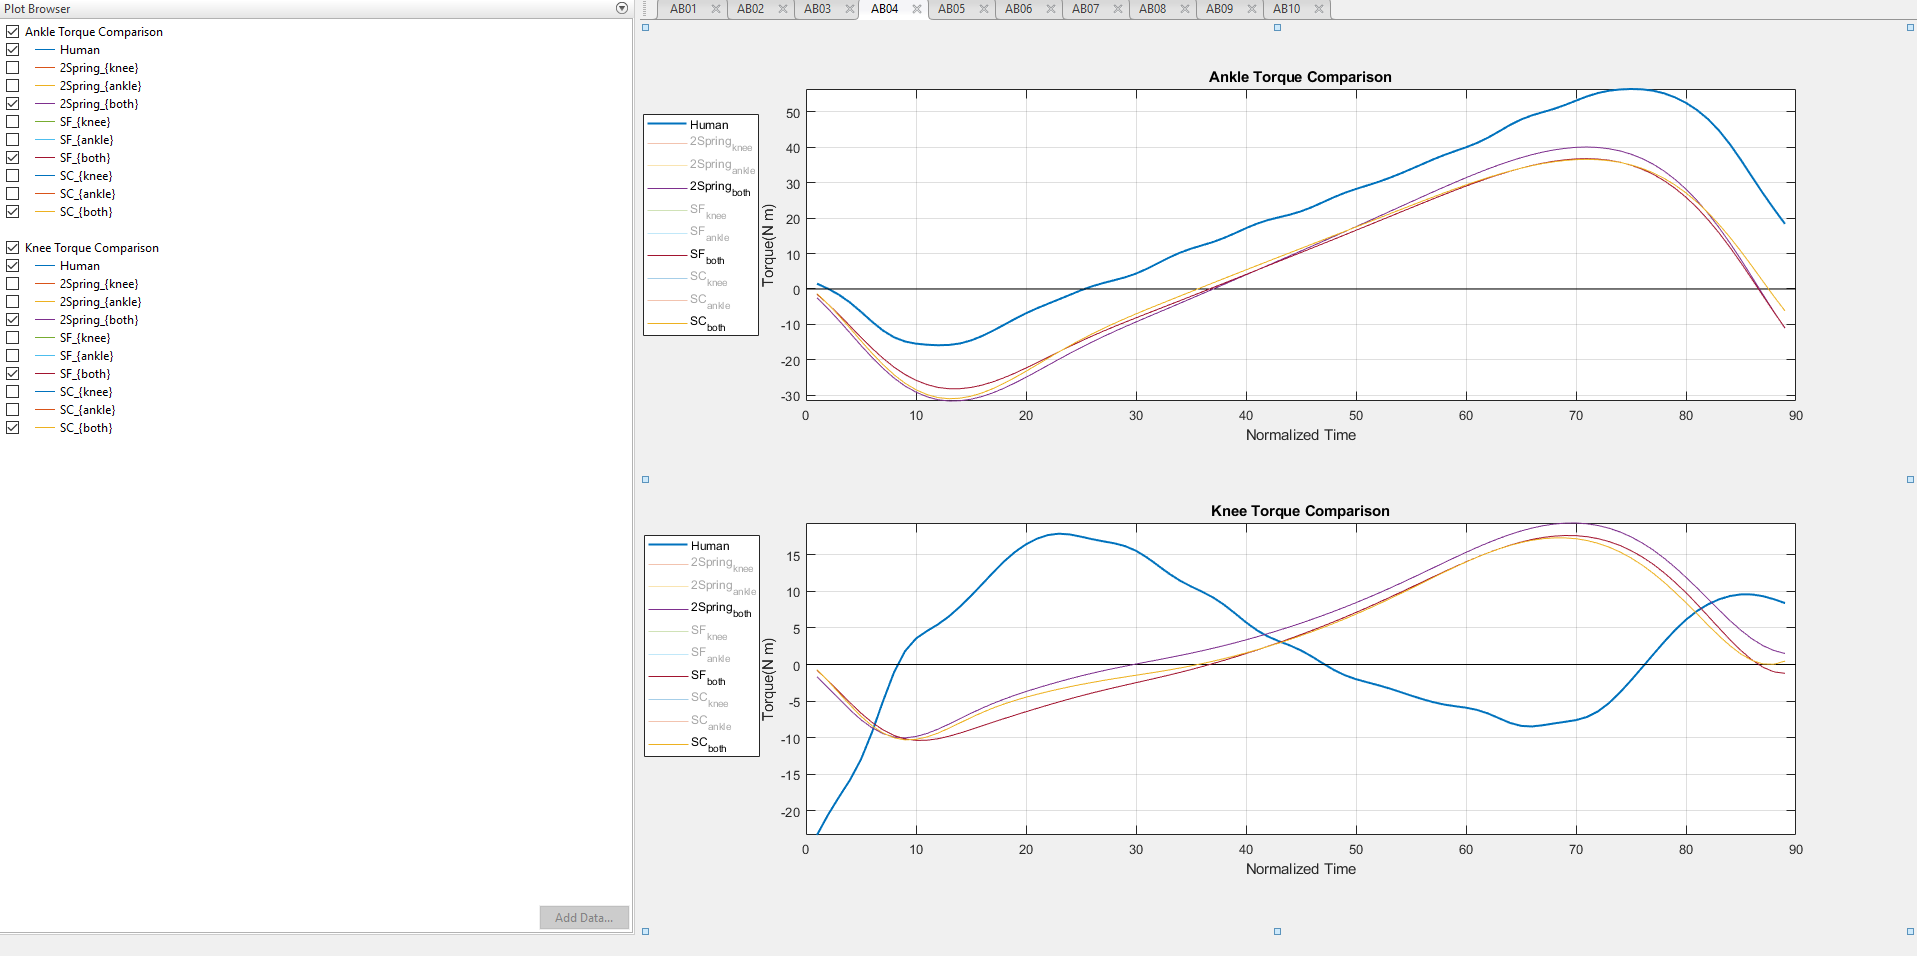 Plot Browser
Ankle Torque Comparison
Human
2Spring_{knee}
2Spring_{ankle}
2Spring_{both}
SF_{knee}
SF_{ankle}
SF_{both}
SC_{knee}
SC_{ankle}
SC_{both}
Knee Torque Comparison
Human
2Spring_{knee}
2Spring_{ankle}
2Spring_{both}
SF_{knee}
SF_{ankle}
SF_{both}
SC_{knee}
SC_{ankle}
SC_{both}
Add Data...
AB01 AB02 AB03 AB04 AB05 AB06 AB07 AB08 AB09 AB10
Ankle Torque Comparison
Human
2Spring knee
2Spring ankle
2Spring both
SF knee
SF ankle
SF both
SC knee
SC ankle
SC both
Torque(N m)
50
40
30
20
10
0
-10
-20
-30
0 10 20 30 40 50 60 70 80 90
Normalized Time
Knee Torque Comparison
Human
2Spring knee
2Spring ankle
2Spring both
SF knee
SF ankle
SF both
SC knee
SC ankle
SC both
Torque(N m)
15
10
5
0
-5
-10
-15
-20
0 10 20 30 40 50 60 70 80 90
Normalized Time